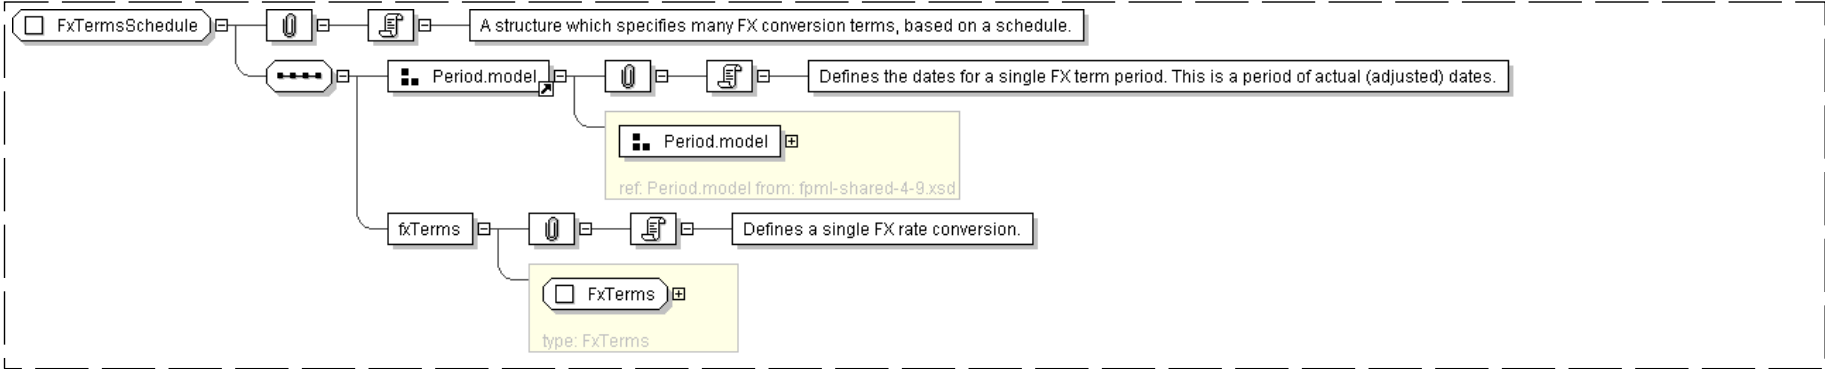 FxTermsSchedule
A structure which specifies many FX conversion terms, based on a schedule.
Period.model
Defines the dates for a single FX term period. This is a period of actual (adjusted) dates.
Period.model
ref: Period.model from: fpml-shared-4-9.xsd
fxTerms
Defines a single FX rate conversion.
FxTerms
type: FxTerms